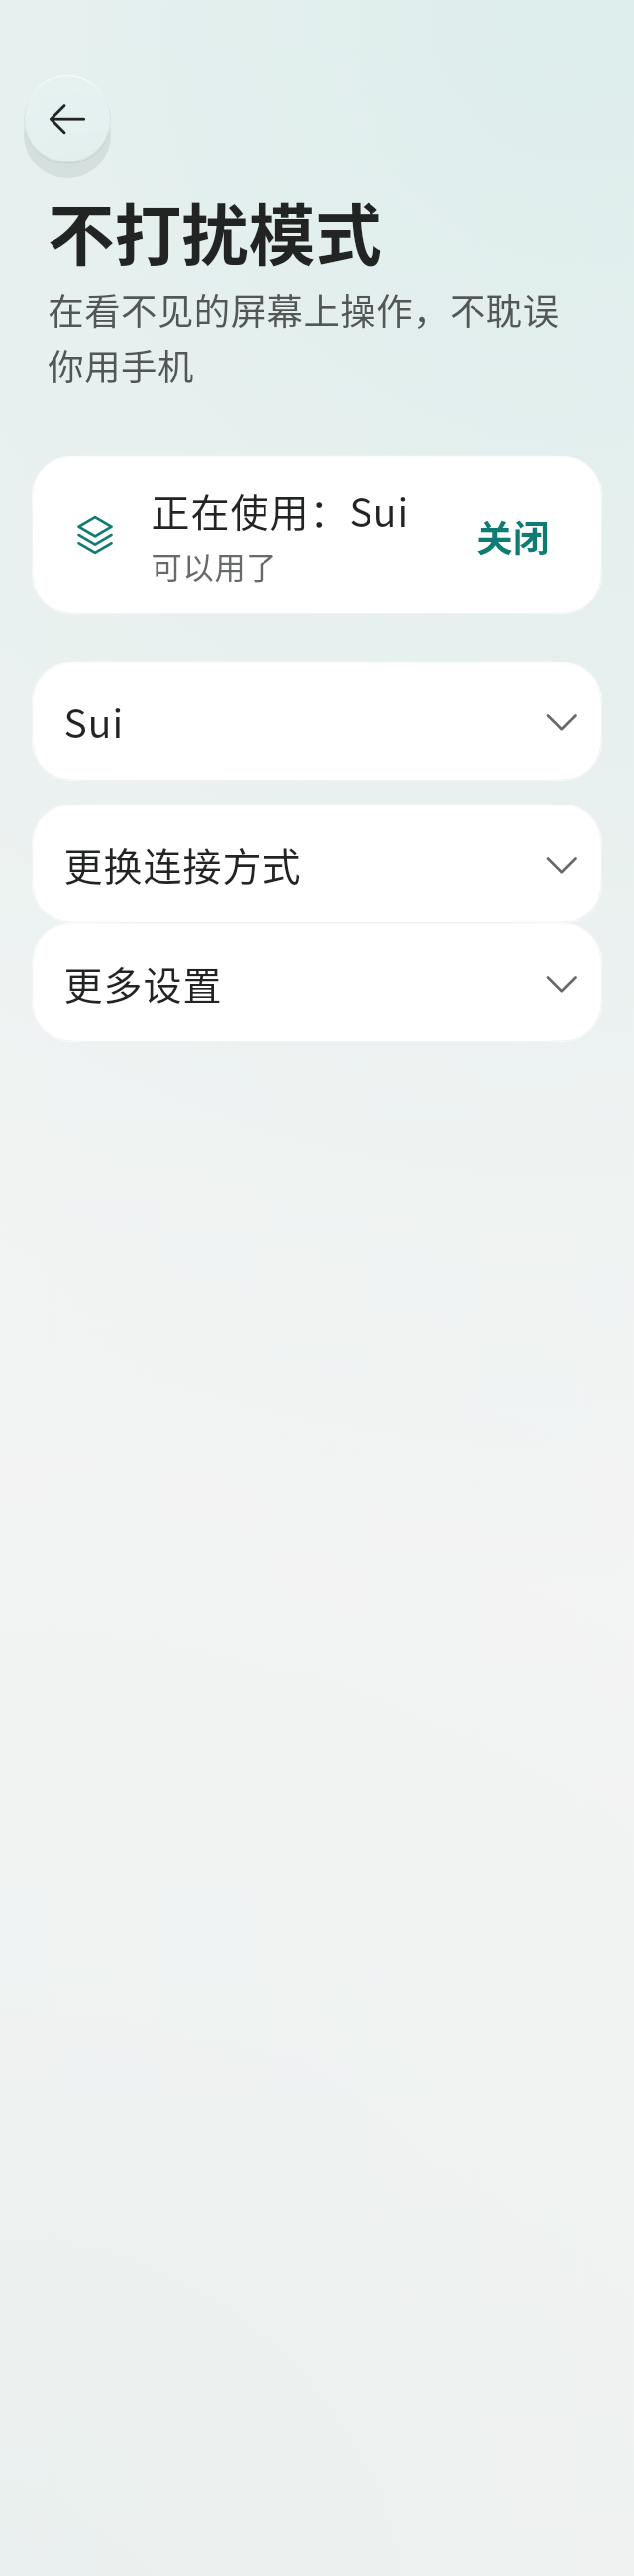 不打扰模式
在看不见的屏幕上操作，不耽误
你用手机
正在使用：Sui
可以用了
关闭
Sui
更换连接方式
更多设置